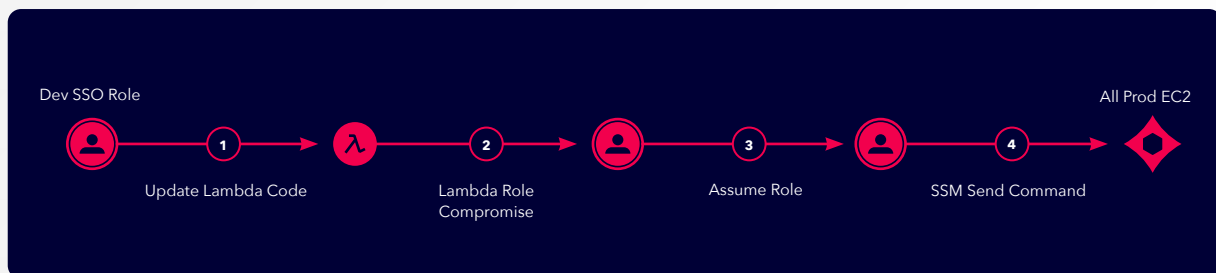 Dev SSO Role
All Prod EC2
1
2
3
4
λ
Update Lambda Code
Lambda Role
Compromise
Assume Role
SSM Send Command